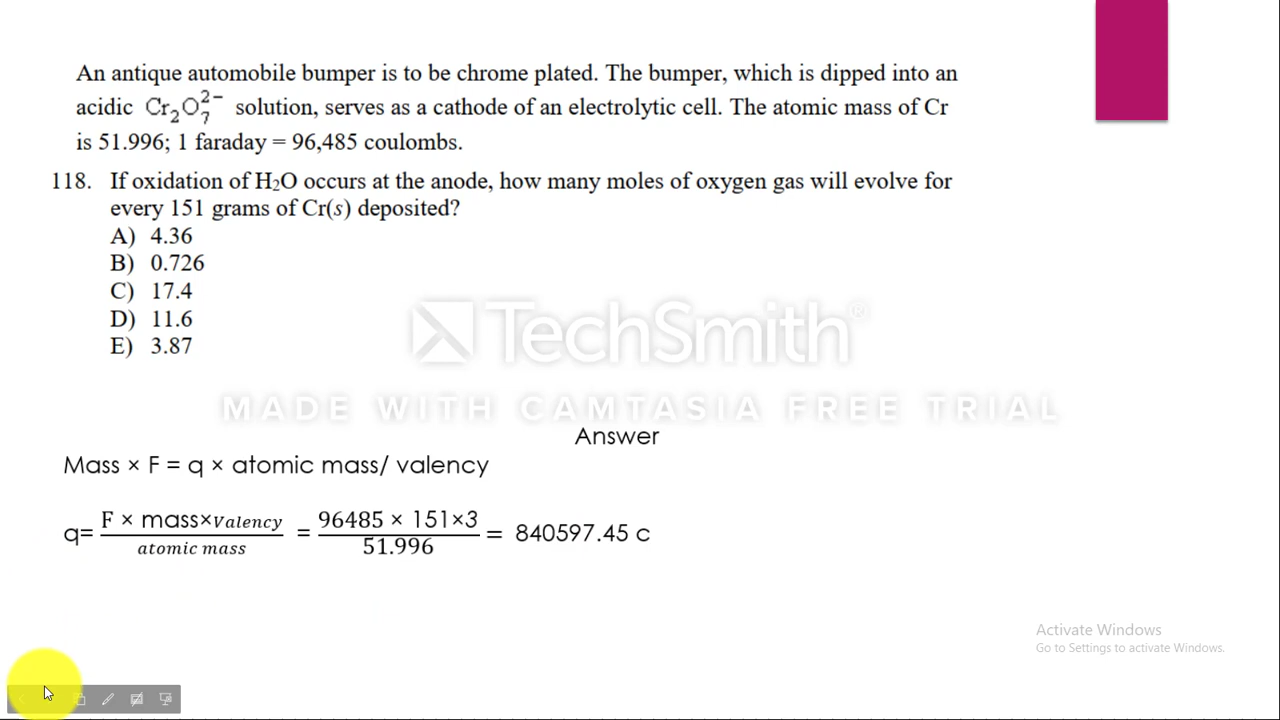 An antique automobile bumper is to be chrome plated. The bumper, which is dipped into an
acidic Cr₂O₇²⁻ solution, serves as a cathode of an electrolytic cell. The atomic mass of Cr
is 51.996; 1 faraday = 96,485 coulombs.
118. If oxidation of H₂O occurs at the anode, how many moles of oxygen gas will evolve for
every 151 grams of Cr(s) deposited?
A) 4.36
B) 0.726
C) 17.4
D) 11.6
E) 3.87
TechSmith®
MADE WITH CAMTASIA FREE TRIAL
Answer
Mass × F = q × atomic mass/ valency
q= F × mass×Valency / atomic mass = 96485 × 151×3 / 51.996 = 840597.45 c
Activate Windows
Go to Settings to activate Windows.